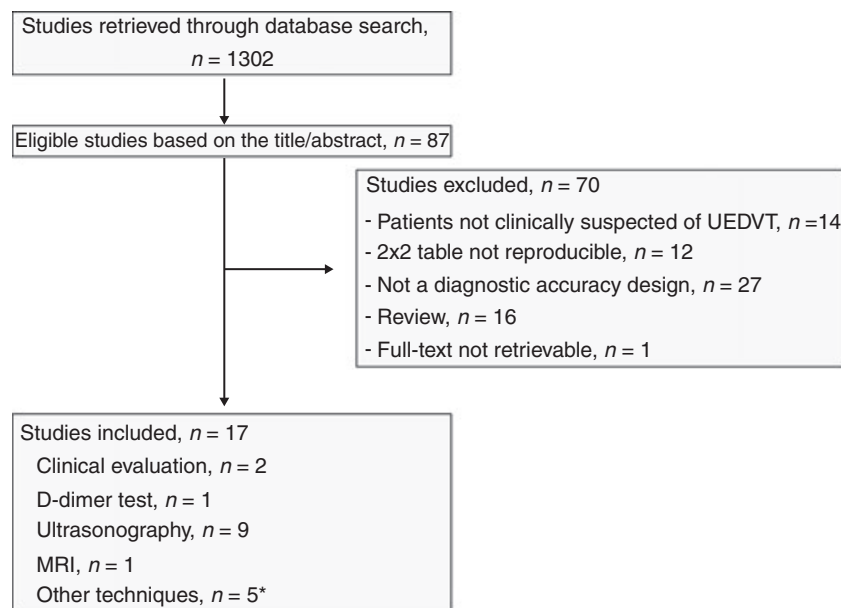 Studies retrieved through database search,
n = 1302
Eligible studies based on the title/abstract, n = 87
Studies excluded, n = 70
- Patients not clinically suspected of UEDVT, n =14
- 2x2 table not reproducible, n = 12
- Not a diagnostic accuracy design, n = 27
- Review, n = 16
- Full-text not retrievable, n = 1
Studies included, n = 17
Clinical evaluation, n = 2
D-dimer test, n = 1
Ultrasonography, n = 9
MRI, n = 1
Other techniques, n = 5*